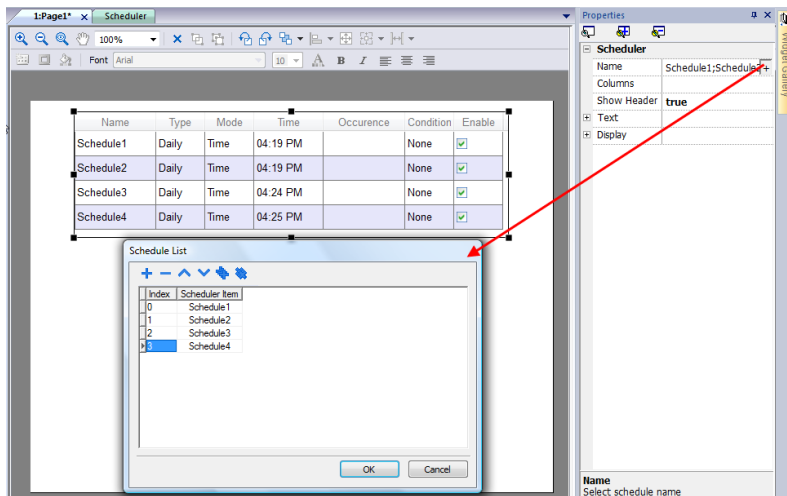 1:Page1* x Scheduler
100%
Font Arial 10 A B I
Name Type Mode Time Occurence Condition Enable
Schedule1 Daily Time 04:19 PM None
Schedule2 Daily Time 04:19 PM None
Schedule3 Daily Time 04:24 PM None
Schedule4 Daily Time 04:25 PM None
Schedule List
Index Scheduler Item
0 Schedule1
1 Schedule2
2 Schedule3
3 Schedule4
OK Cancel
Properties
Scheduler
Name Schedule1;Schedule2 +
Columns
Show Header true
Text
Display
Name
Select schedule name
Widget Gallery